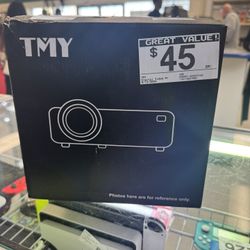 TMY
GREAT VALUE!
$45
Photos here are for reference only